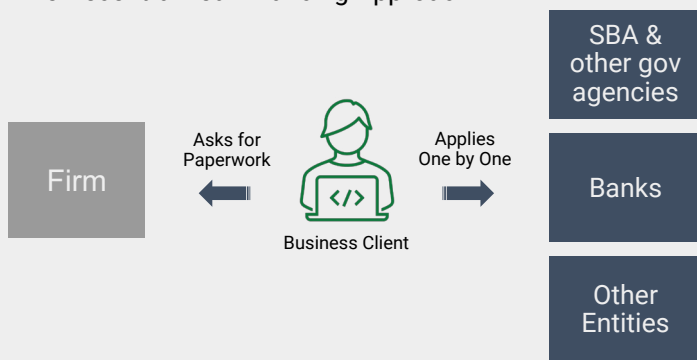 Firm
Asks for
Paperwork
</>
Business Client
Applies
One by One
SBA &
other gov
agencies
Banks
Other
Entities